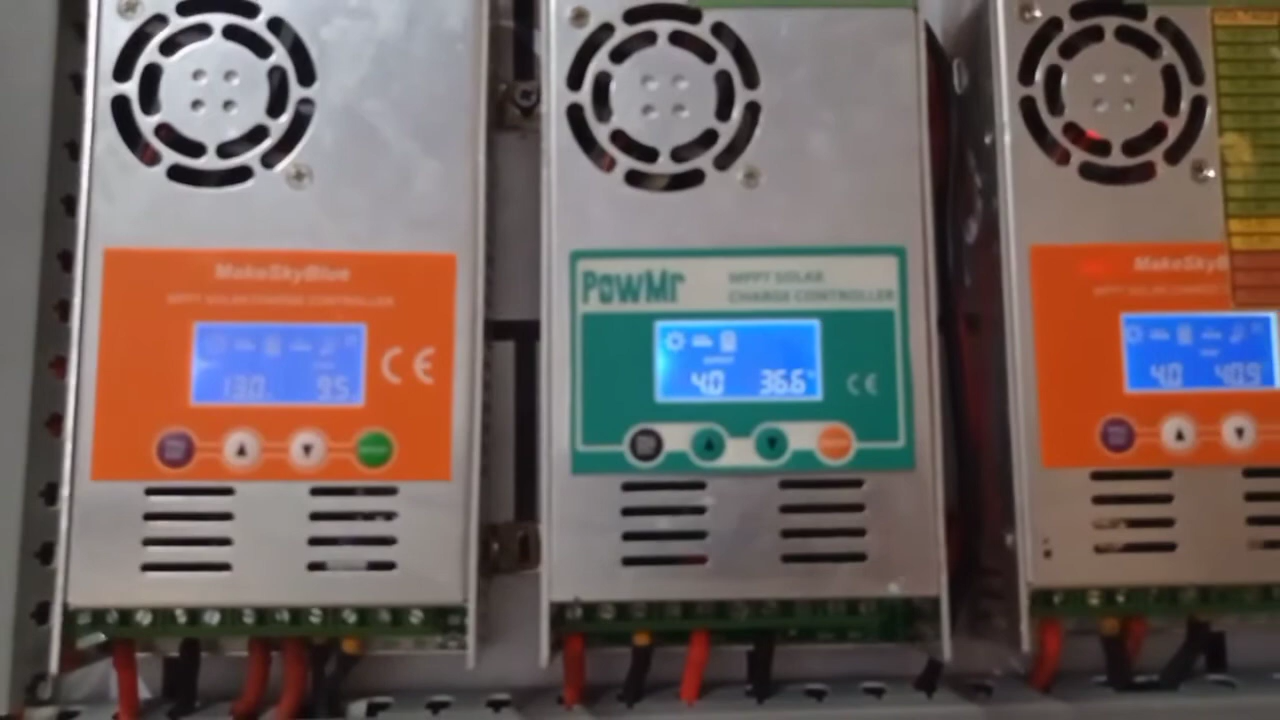 MakeSkyBlue
MPPT SOLAR CHARGE CONTROLLER
13.0 9.5
CE
PowMr
MPPT SOLAR
CHARGE CONTROLLER
4.0 36.6
CE
MakeSkyB
4.0 40.9